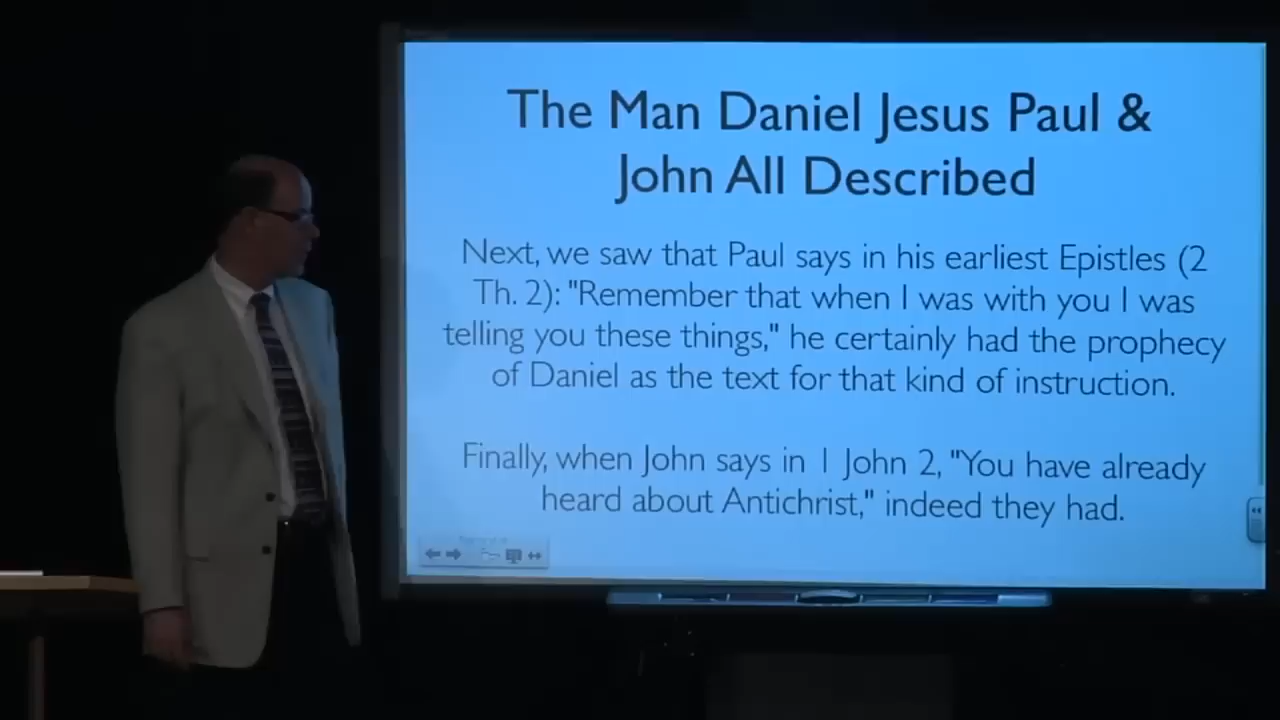 The Man Daniel Jesus Paul &
John All Described
Next, we saw that Paul says in his earliest Epistles (2
Th. 2): "Remember that when I was with you I was
telling you these things," he certainly had the prophecy
of Daniel as the text for that kind of instruction.
Finally, when John says in 1 John 2, "You have already
heard about Antichrist," indeed they had.